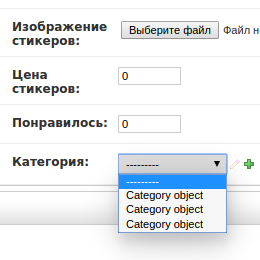 Изображение
стикеров:
Выберите файл Файл
Цена
стикеров:
0
Понравилось:
0
Категория:
---------
---------
Category object
Category object
Category object